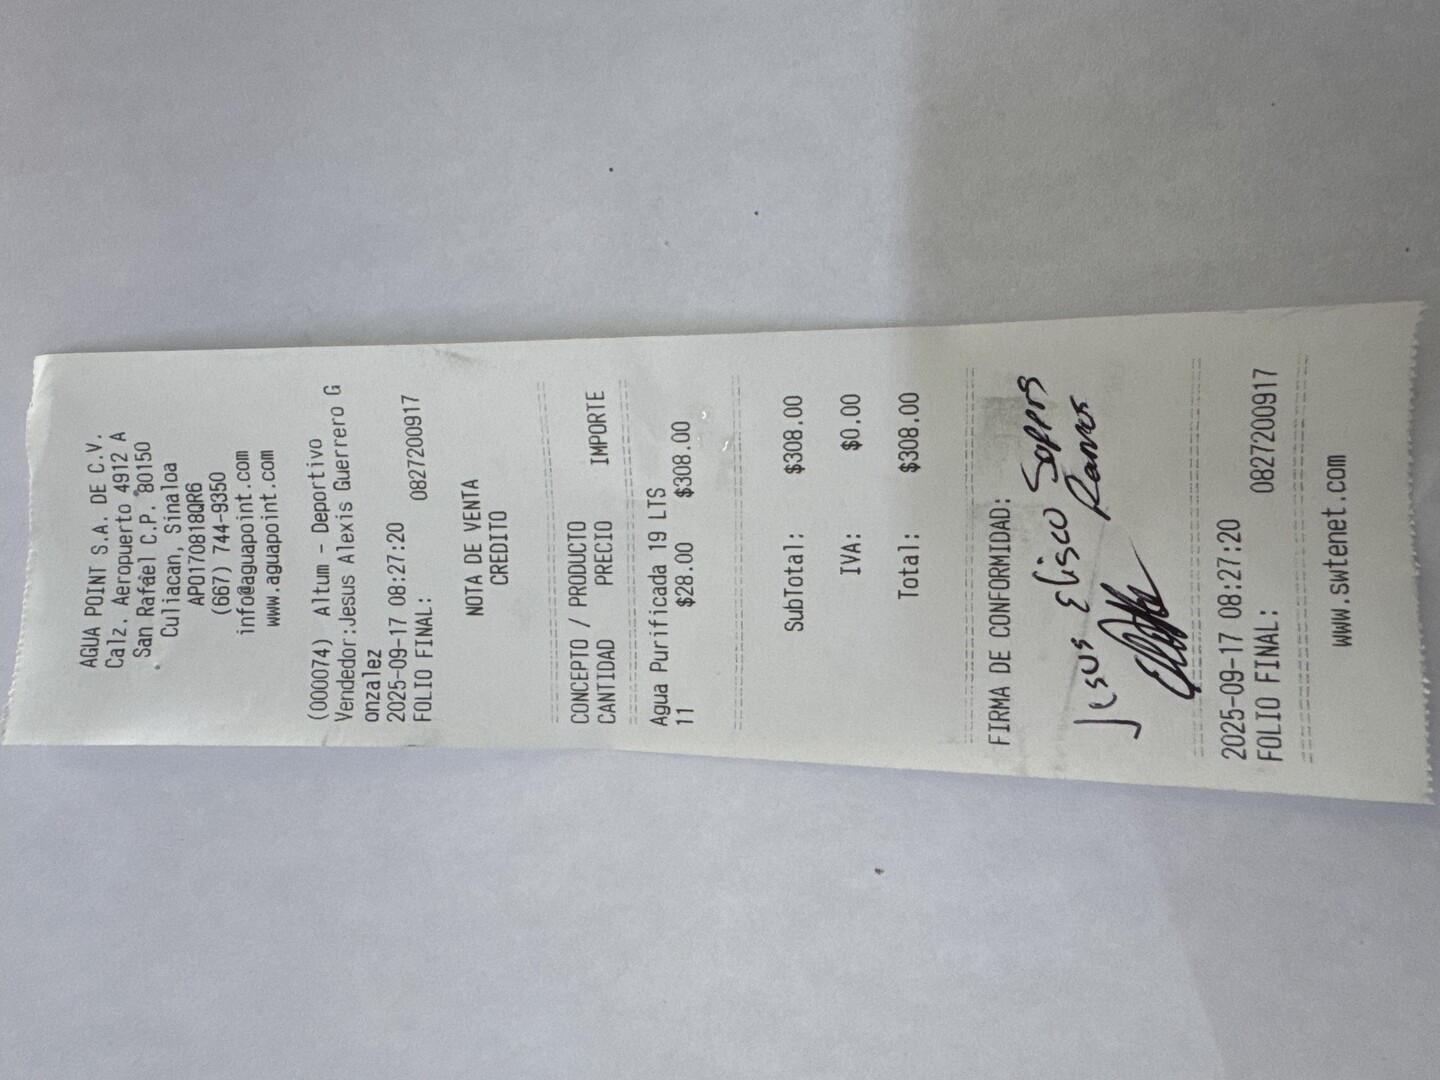 AGUA POINT S.A. DE C.V.
Calz. Aeropuerto 4912 A
San Rafael C.P. 80150
Culiacan, Sinaloa
APO170818QR6
(667) 744-9350
info@aguapoint.com
www.aguapoint.com
(000074) Altum - Deportivo
Vendedor:Jesus Alexis Guerrero G
onzalez
2025-09-17 08:27:20
FOLIO FINAL: 0827200917
NOTA DE VENTA
CREDITO
CONCEPTO / PRODUCTO
CANTIDAD PRECIO IMPORTE
Agua Purificada 19 LTS
11 $28.00 $308.00
SubTotal: $308.00
IVA: $0.00
Total: $308.00
FIRMA DE CONFORMIDAD:
Jesus Elisco
Ramos
2025-09-17 08:27:20
FOLIO FINAL: 0827200917
www.swtenet.com